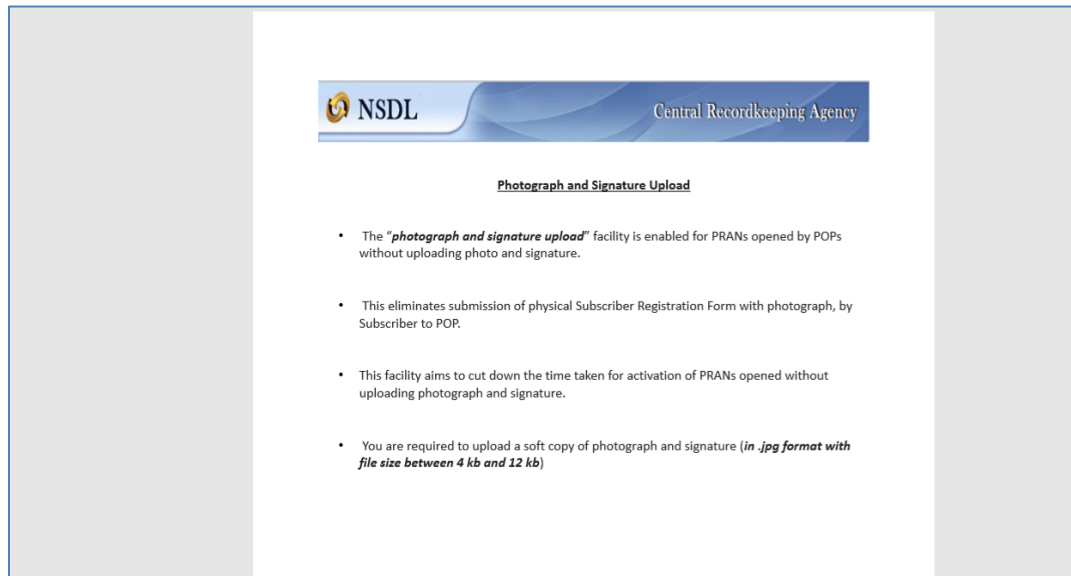 NSDL
Central Recordkeeping Agency
Photograph and Signature Upload
• The “photograph and signature upload” facility is enabled for PRANs opened by POPs
without uploading photo and signature.
• This eliminates submission of physical Subscriber Registration Form with photograph, by
Subscriber to POP.
• This facility aims to cut down the time taken for activation of PRANs opened without
uploading photograph and signature.
• You are required to upload a soft copy of photograph and signature (in .jpg format with
file size between 4 kb and 12 kb)